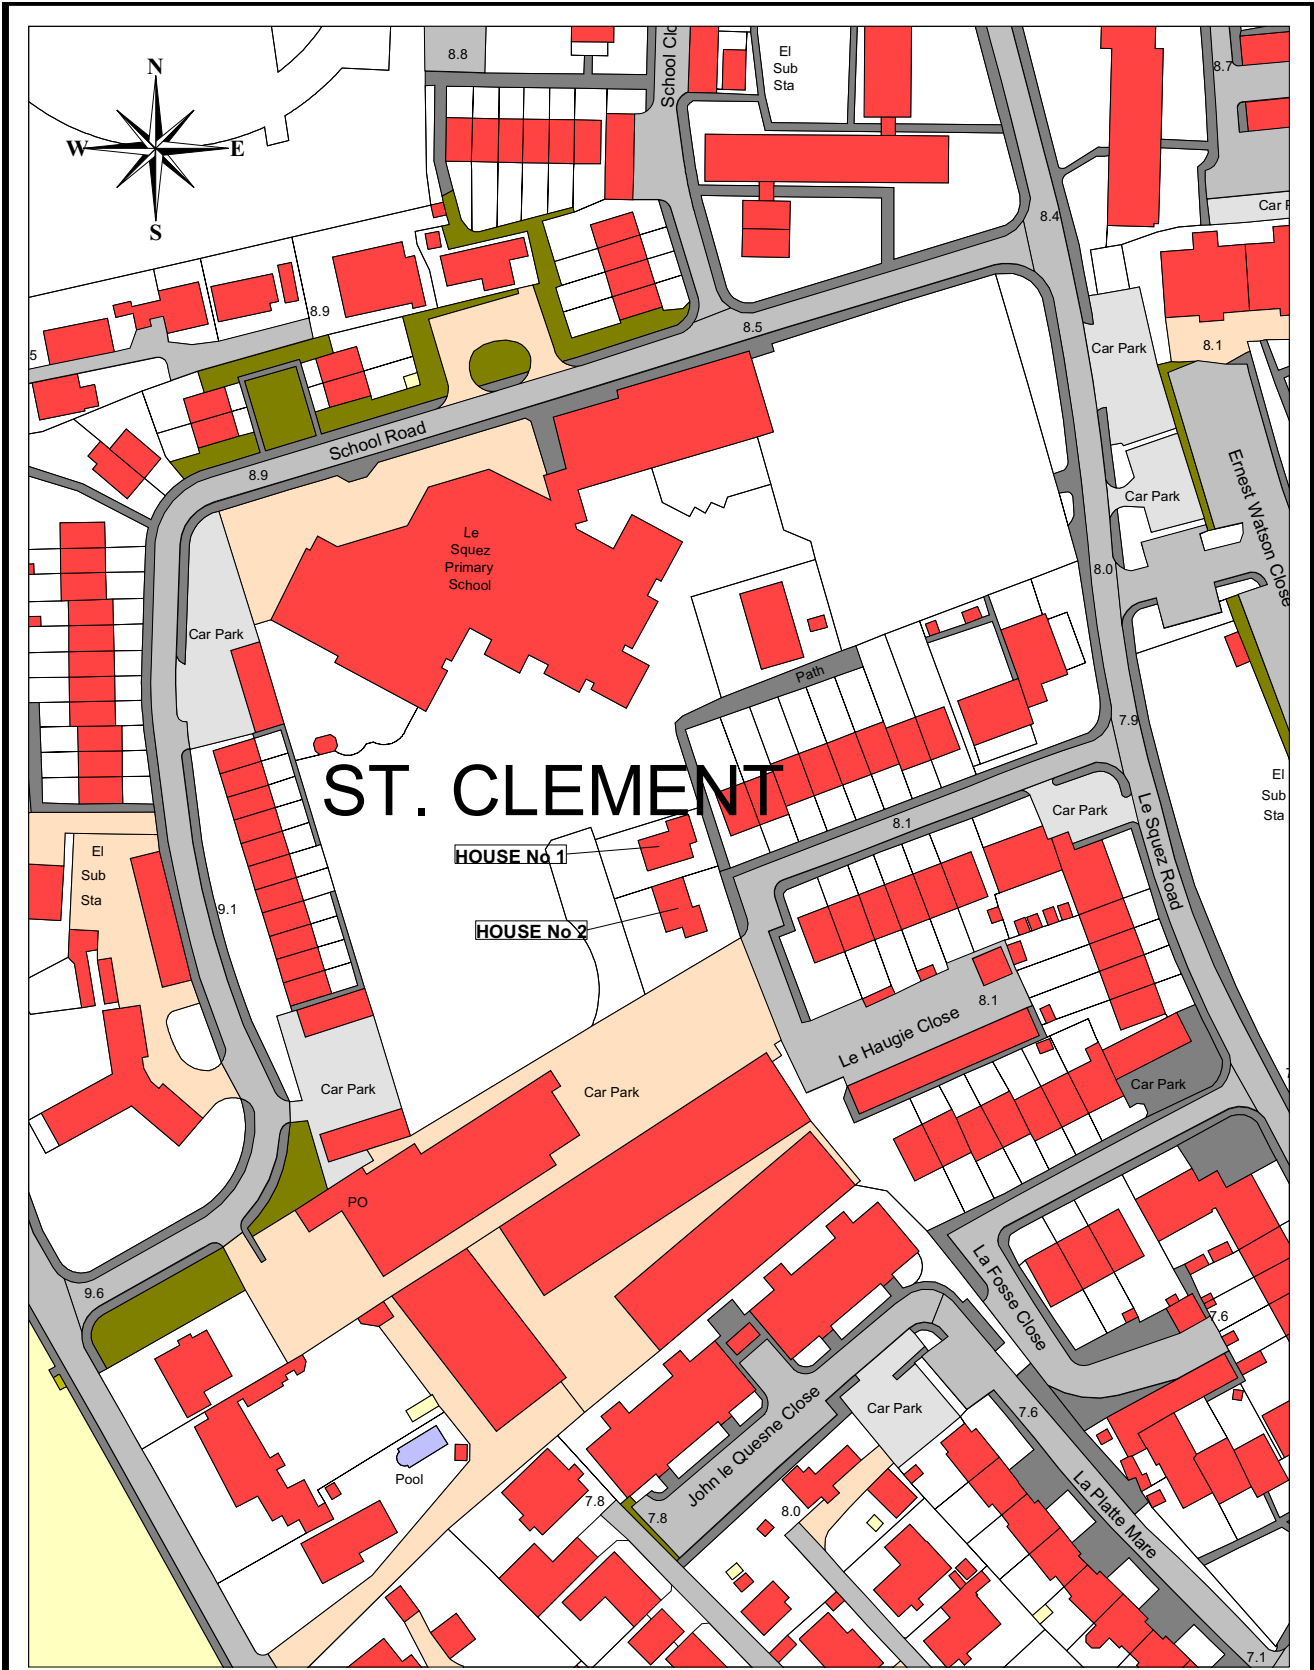 8.8
School Clo
El
Sub
Sta
8.7
N
W
E
S
Car P
8.4
8.9
8.5
5
8.1
Car Park
School Road
8.9
Ernest Watson Close
Car Park
Le
Squez
Primary
School
8.0
Car Park
Path
7.9
ST. CLEMENT
El
Sub
Sta
Car Park
8.1
Le Squez Road
HOUSE No 1
El
Sub
Sta
9.1
HOUSE No 2
8.1
Le Haugie Close
Car Park
Car Park
Car Park
PO
La Fosse Close
9.6
7.6
John le Quesne Close
Car Park
7.6
Pool
La Platte Mare
7.8
7.8
8.0
7.1